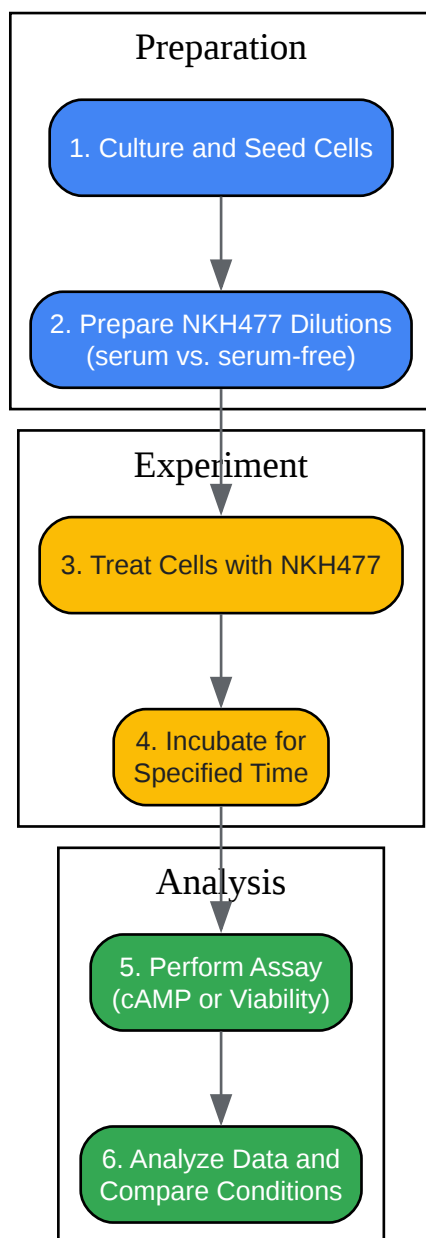 Preparation
1. Culture and Seed Cells
2. Prepare NKH477 Dilutions
(serum vs. serum-free)
Experiment
3. Treat Cells with NKH477
4. Incubate for
Specified Time
Analysis
5. Perform Assay
(cAMP or Viability)
6. Analyze Data and
Compare Conditions